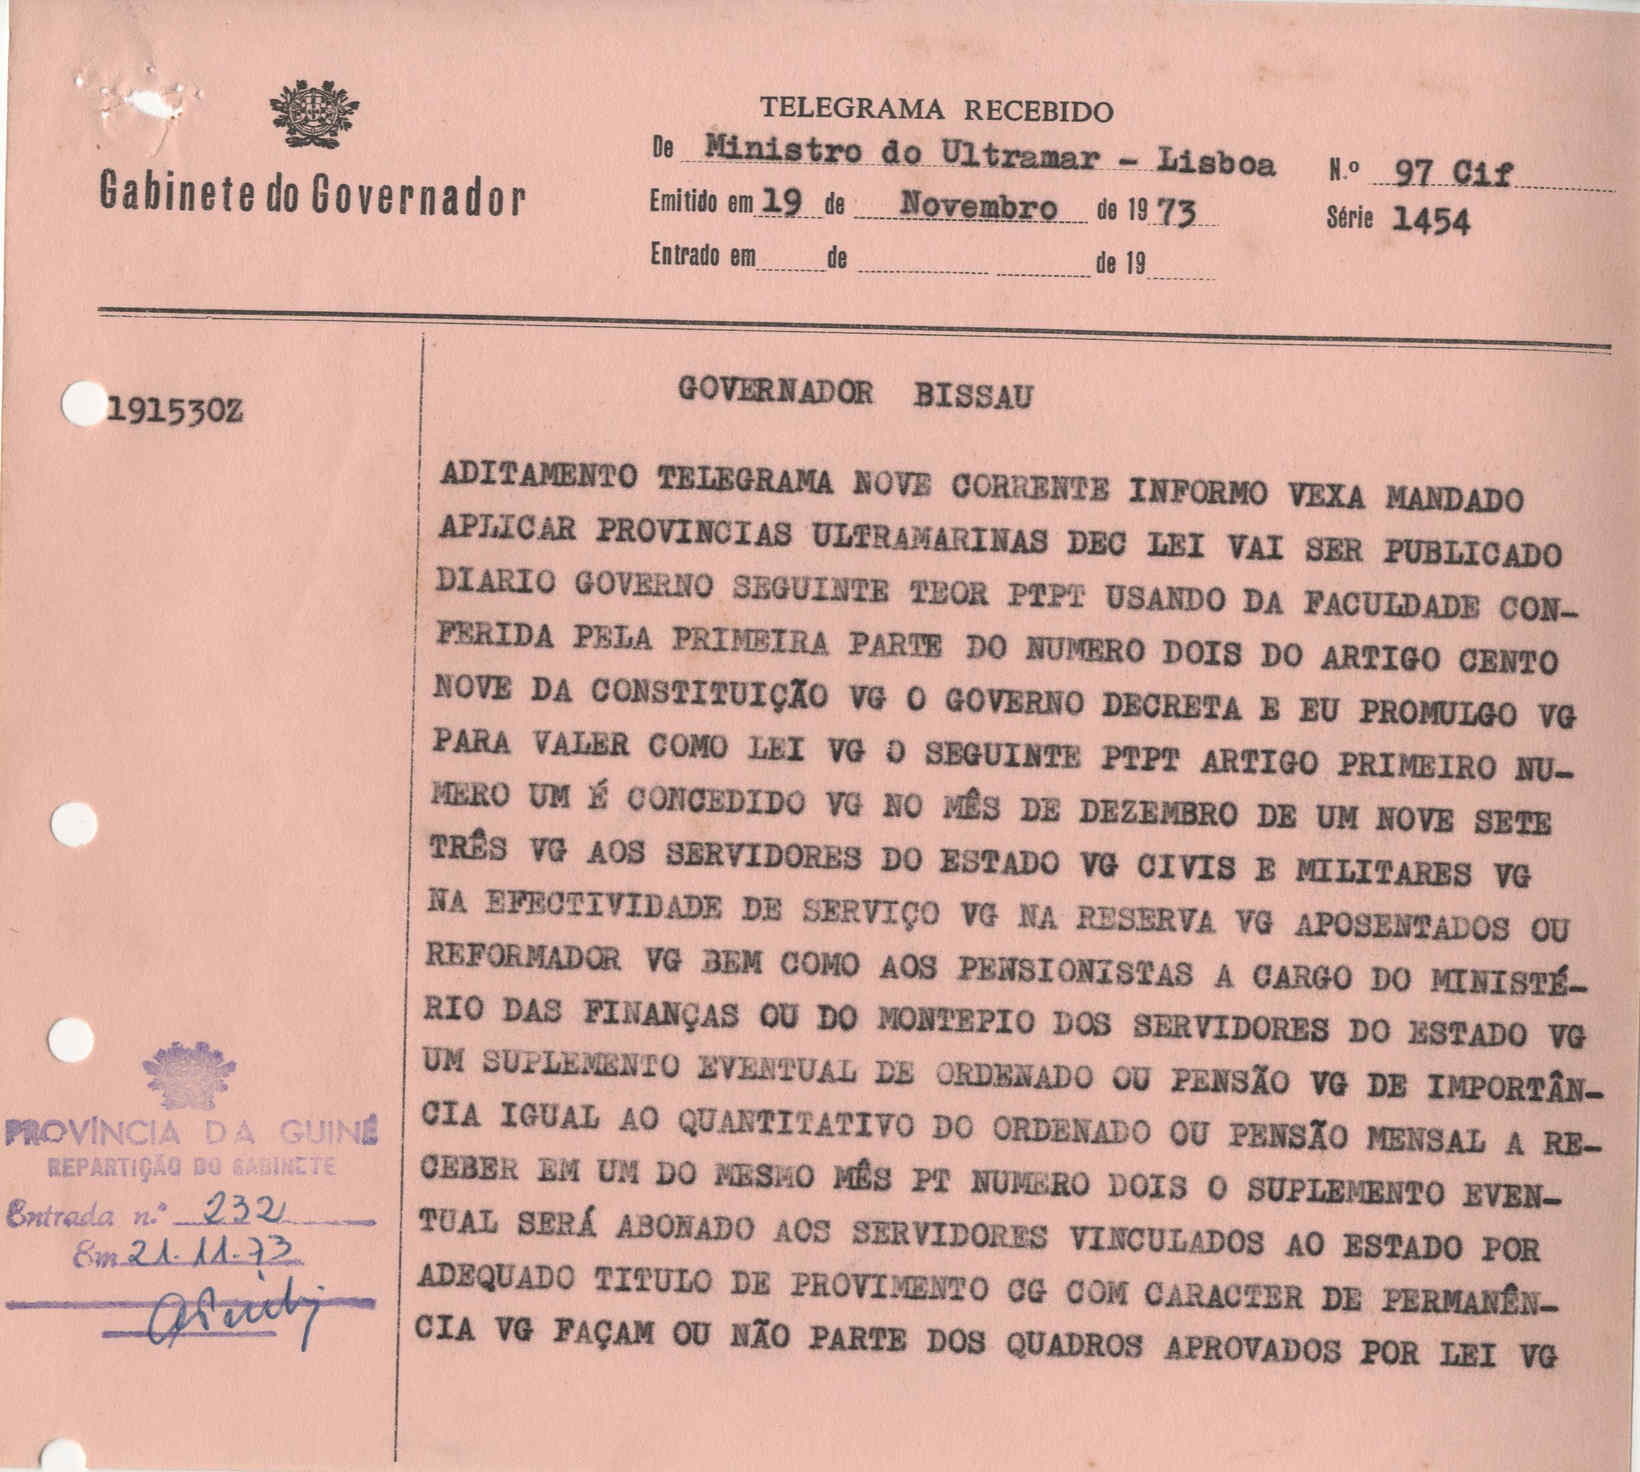 TELEGRAMA RECEBIDO
Gabinete do Governador
De Ministro do Ultramar - Lisboa
N.º 97 Cif
Emitido em 19 de Novembro de 1973
Série 1454
Entrado em de de 19
191530Z
GOVERNADOR BISSAU
ADITAMENTO TELEGRAMA NOVE CORRENTE INFORMO VEXA MANDADO
APLICAR PROVINCIAS ULTRAMARINAS DEC LEI VAI SER PUBLICADO
DIARIO GOVERNO SEGUINTE TEOR PTPT USANDO DA FACULDADE CON-
FERIDA PELA PRIMEIRA PARTE DO NUMERO DOIS DO ARTIGO CENTO
NOVE DA CONSTITUIÇÃO VG O GOVERNO DECRETA E EU PROMULGO VG
PARA VALER COMO LEI VG O SEGUINTE PTPT ARTIGO PRIMEIRO NU-
MERO UM É CONCEDIDO VG NO MÊS DE DEZEMBRO DE UM NOVE SETE
TRÊS VG AOS SERVIDORES DO ESTADO VG CIVIS E MILITARES VG
NA EFECTIVIDADE DE SERVIÇO VG NA RESERVA VG APOSENTADOS OU
REFORMADOR VG BEM COMO AOS PENSIONISTAS A CARGO DO MINISTÉ-
RIO DAS FINANÇAS OU DO MONTEPIO DOS SERVIDORES DO ESTADO VG
UM SUPLEMENTO EVENTUAL DE ORDENADO OU PENSÃO VG DE IMPORTÂN-
CIA IGUAL AO QUANTITATIVO DO ORDENADO OU PENSÃO MENSAL A RE-
CEBER EM UM DO MESMO MÊS PT NUMERO DOIS O SUPLEMENTO EVEN-
TUAL SERÁ ABONADO AOS SERVIDORES VINCULADOS AO ESTADO POR
ADEQUADO TITULO DE PROVIMENTO CG COM CARACTER DE PERMANÊN-
CIA VG FAÇAM OU NÃO PARTE DOS QUADROS APROVADOS POR LEI VG
PROVÍNCIA DA GUINÉ
REPARTIÇÃO DO GABINETE
Entrada n.º 232
Em 21.11.73